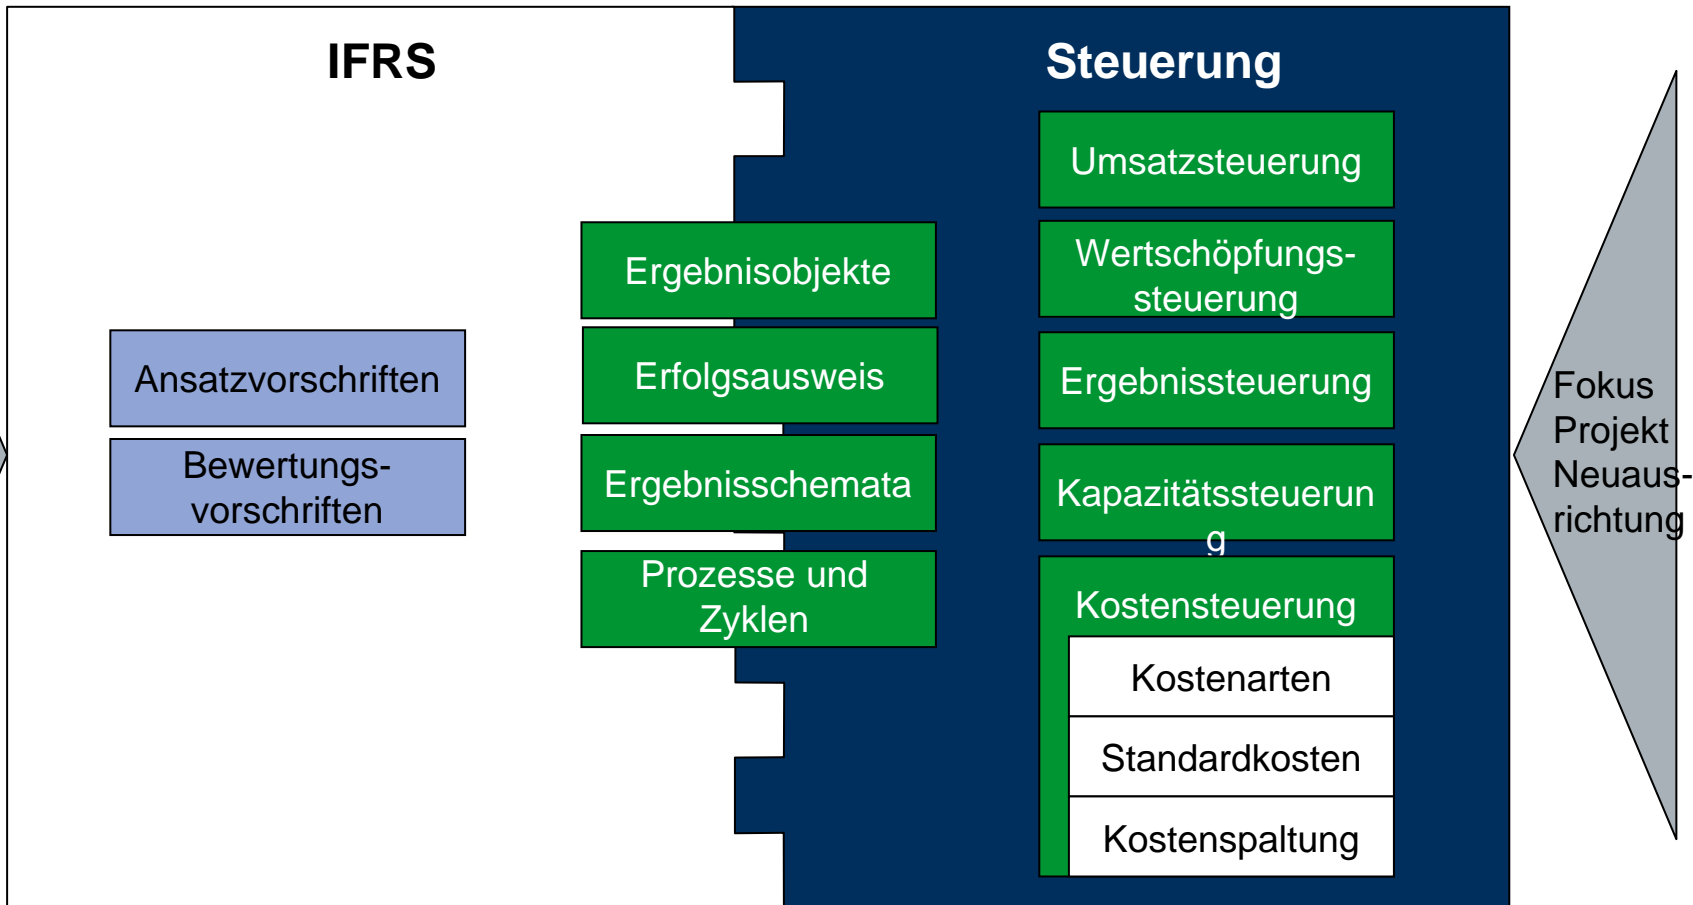 IFRS
Steuerung
Ansatzvorschriften
Bewertungs-
vorschriften
Ergebnisobjekte
Erfolgsausweis
Ergebnisschemata
Prozesse und
Zyklen
Umsatzsteuerung
Wertschöpfungs-
steuerung
Ergebnissteuerung
Kapazitätssteuerun
g
Kostensteuerung
Kostenarten
Standardkosten
Kostenspaltung
Fokus
Projekt
Neuaus-
richtung